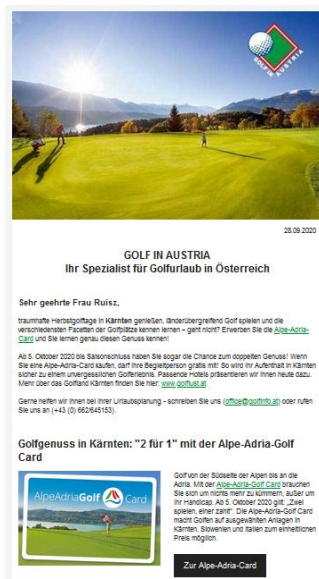 GOLF IN AUSTRIA
28.09.2020
GOLF IN AUSTRIA
Ihr Spezialist für Golfurlaub in Österreich
Sehr geehrte Frau Ruisz,
traumhafte Herbstgolftage in Kärnten genießen, länderübergreifend Golf spielen und die
verschiedensten Facetten der Golfplätze kennen lernen – geht nicht? Erwerben Sie die Alpe-Adria-
Card und Sie lernen genau diesen Genuss kennen!
Ab 5. Oktober 2020 bis Saisonschluss haben Sie sogar die Chance zum doppelten Genuss! Wenn
Sie eine Alpe-Adria-Card kaufen, darf Ihre Begleitperson gratis mit! So wird Ihr Aufenthalt in Kärnten
sicher zu einem unvergesslichen Golferlebnis. Passende Hotels präsentieren wir Ihnen heute dazu.
Mehr über das Golfland Kärnten finden Sie hier: www.golflust.at
Gerne helfen wir Ihnen bei Ihrer Urlaubsplanung - schreiben Sie uns (office@golfinfo.at) oder rufen
Sie uns an (+43 (0) 662/645153).
Golfgenuss in Kärnten: "2 für 1" mit der Alpe-Adria-Golf
Card
AlpeAdriaGolf Card
Golf von der Südseite der Alpen bis an die
Adria. Mit der Alpe-Adria-Golf Card brauchen
Sie sich um nichts mehr zu kümmern, außer um
Ihr Handicap. Ab 5. Oktober 2020 gilt: „Zwei
spielen, einer zahlt“. Die Alpe-Adria-Golf Card
macht Golfen auf ausgewählten Anlagen in
Kärnten, Slowenien und Italien zum einheitlichen
Preis möglich.
Zur Alpe-Adria-Card